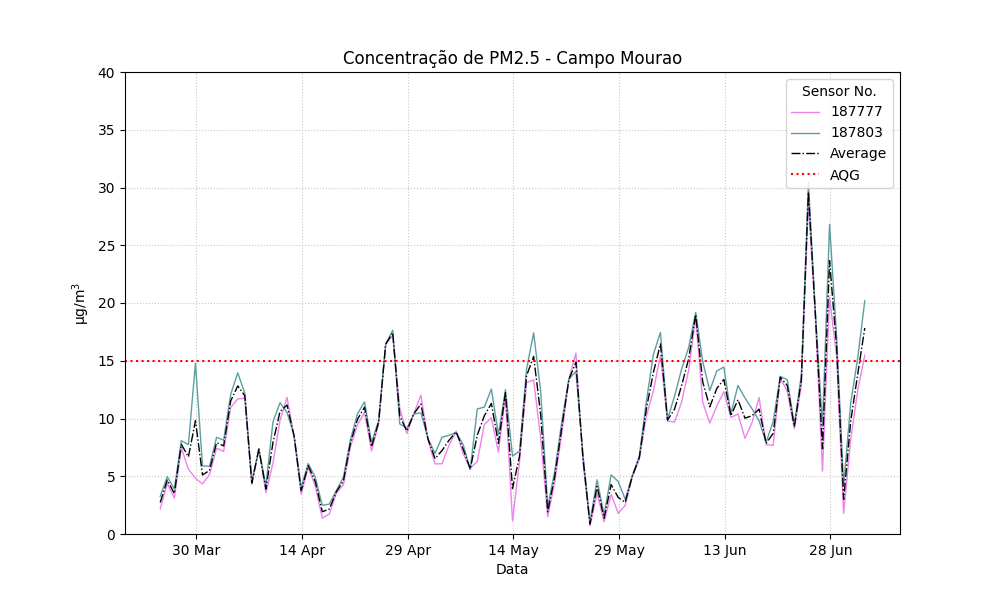 Concentração de PM2.5 - Campo Mourao
40
35
30
25
20
15
10
5
0
µg/m³
Sensor No.
187777
187803
Average
AQG
30 Mar
14 Apr
29 Apr
14 May
29 May
13 Jun
28 Jun
Data